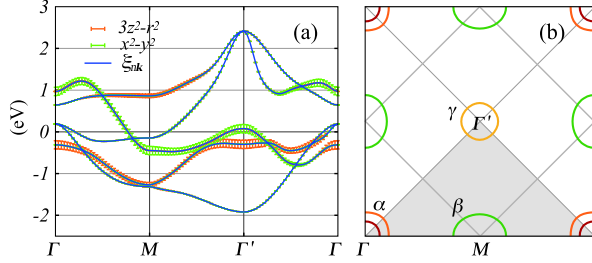 3z²-r²
x²-y²
ξnk
(a)
(eV)
3
2
1
0
-1
-2
Γ M Γ' Γ
(b)
γ
Γ'
α
β
Γ M Γ